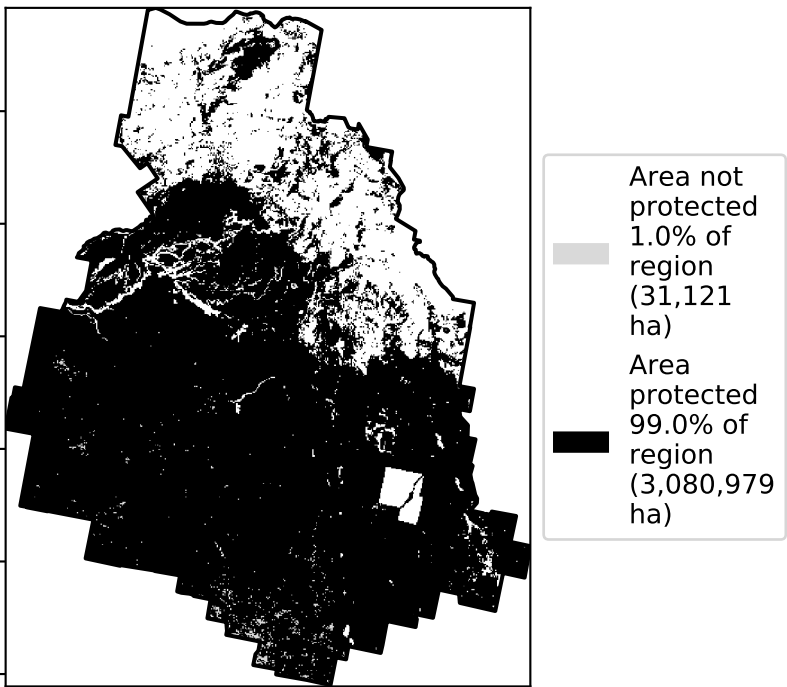 Area not
protected
1.0% of
region
(31,121
ha)
Area
protected
99.0% of
region
(3,080,979
ha)